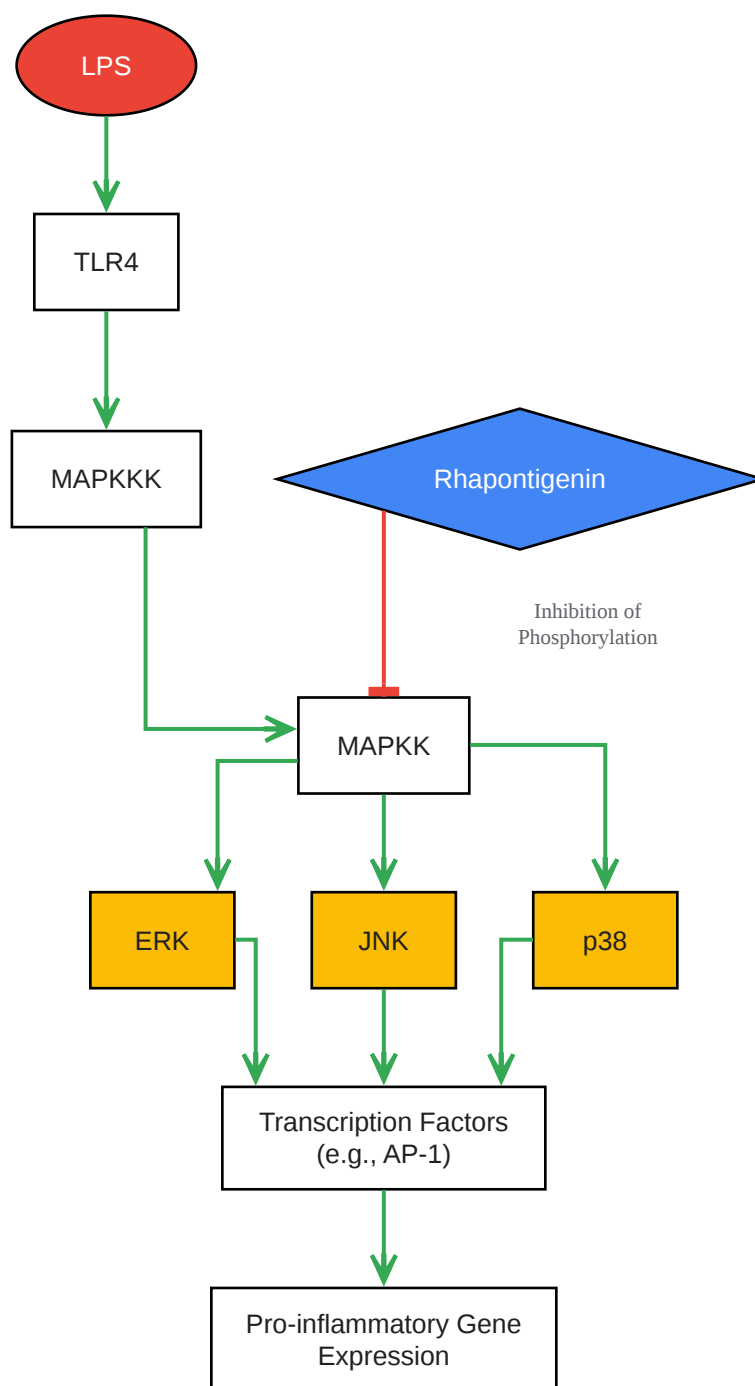 LPS
TLR4
MAPKKK
Rhapontigenin
Inhibition of
Phosphorylation
MAPKK
ERK
JNK
p38
Transcription Factors
(e.g., AP-1)
Pro-inflammatory Gene
Expression